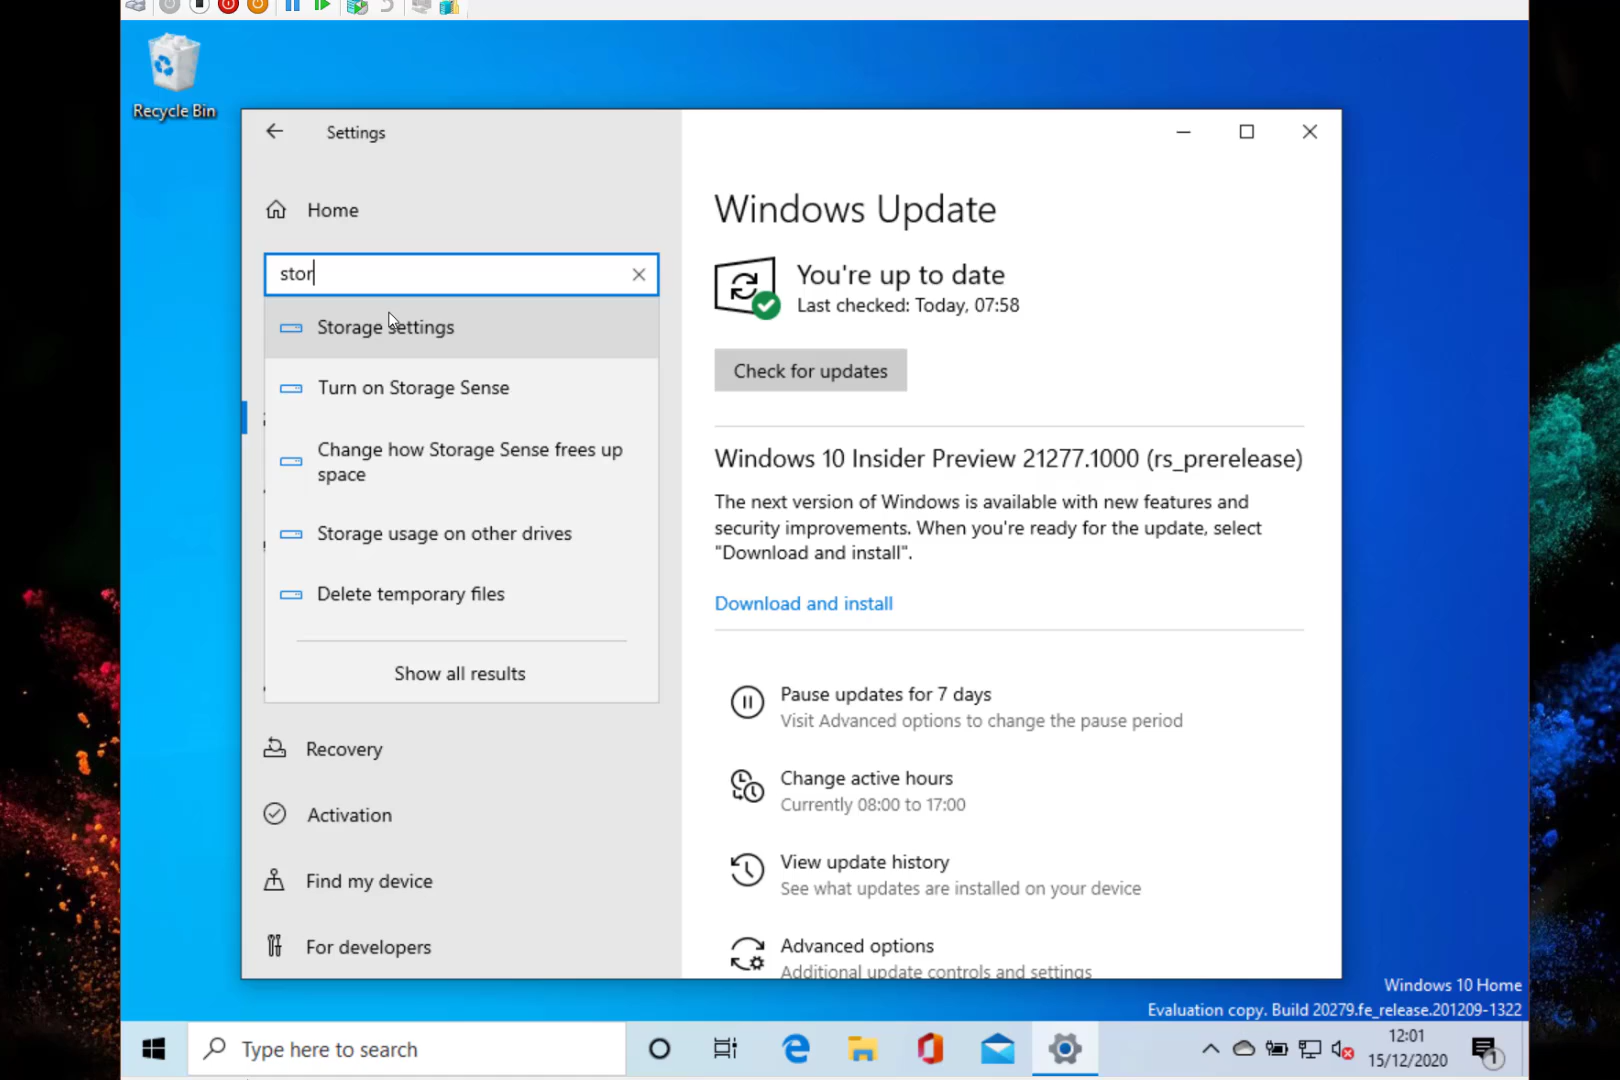 Recycle Bin
Settings
Home
stor
Storage settings
Turn on Storage Sense
Change how Storage Sense frees up
space
Storage usage on other drives
Delete temporary files
Show all results
Recovery
Activation
Find my device
For developers
Windows Update
You're up to date
Last checked: Today, 07:58
Check for updates
Windows 10 Insider Preview 21277.1000 (rs_prerelease)
The next version of Windows is available with new features and
security improvements. When you're ready for the update, select
"Download and install".
Download and install
Pause updates for 7 days
Visit Advanced options to change the pause period
Change active hours
Currently 08:00 to 17:00
View update history
See what updates are installed on your device
Advanced options
Additional update controls and settings
Windows 10 Home
Evaluation copy. Build 20279.fe_release.201209-1322
Type here to search
12:01
15/12/2020
1